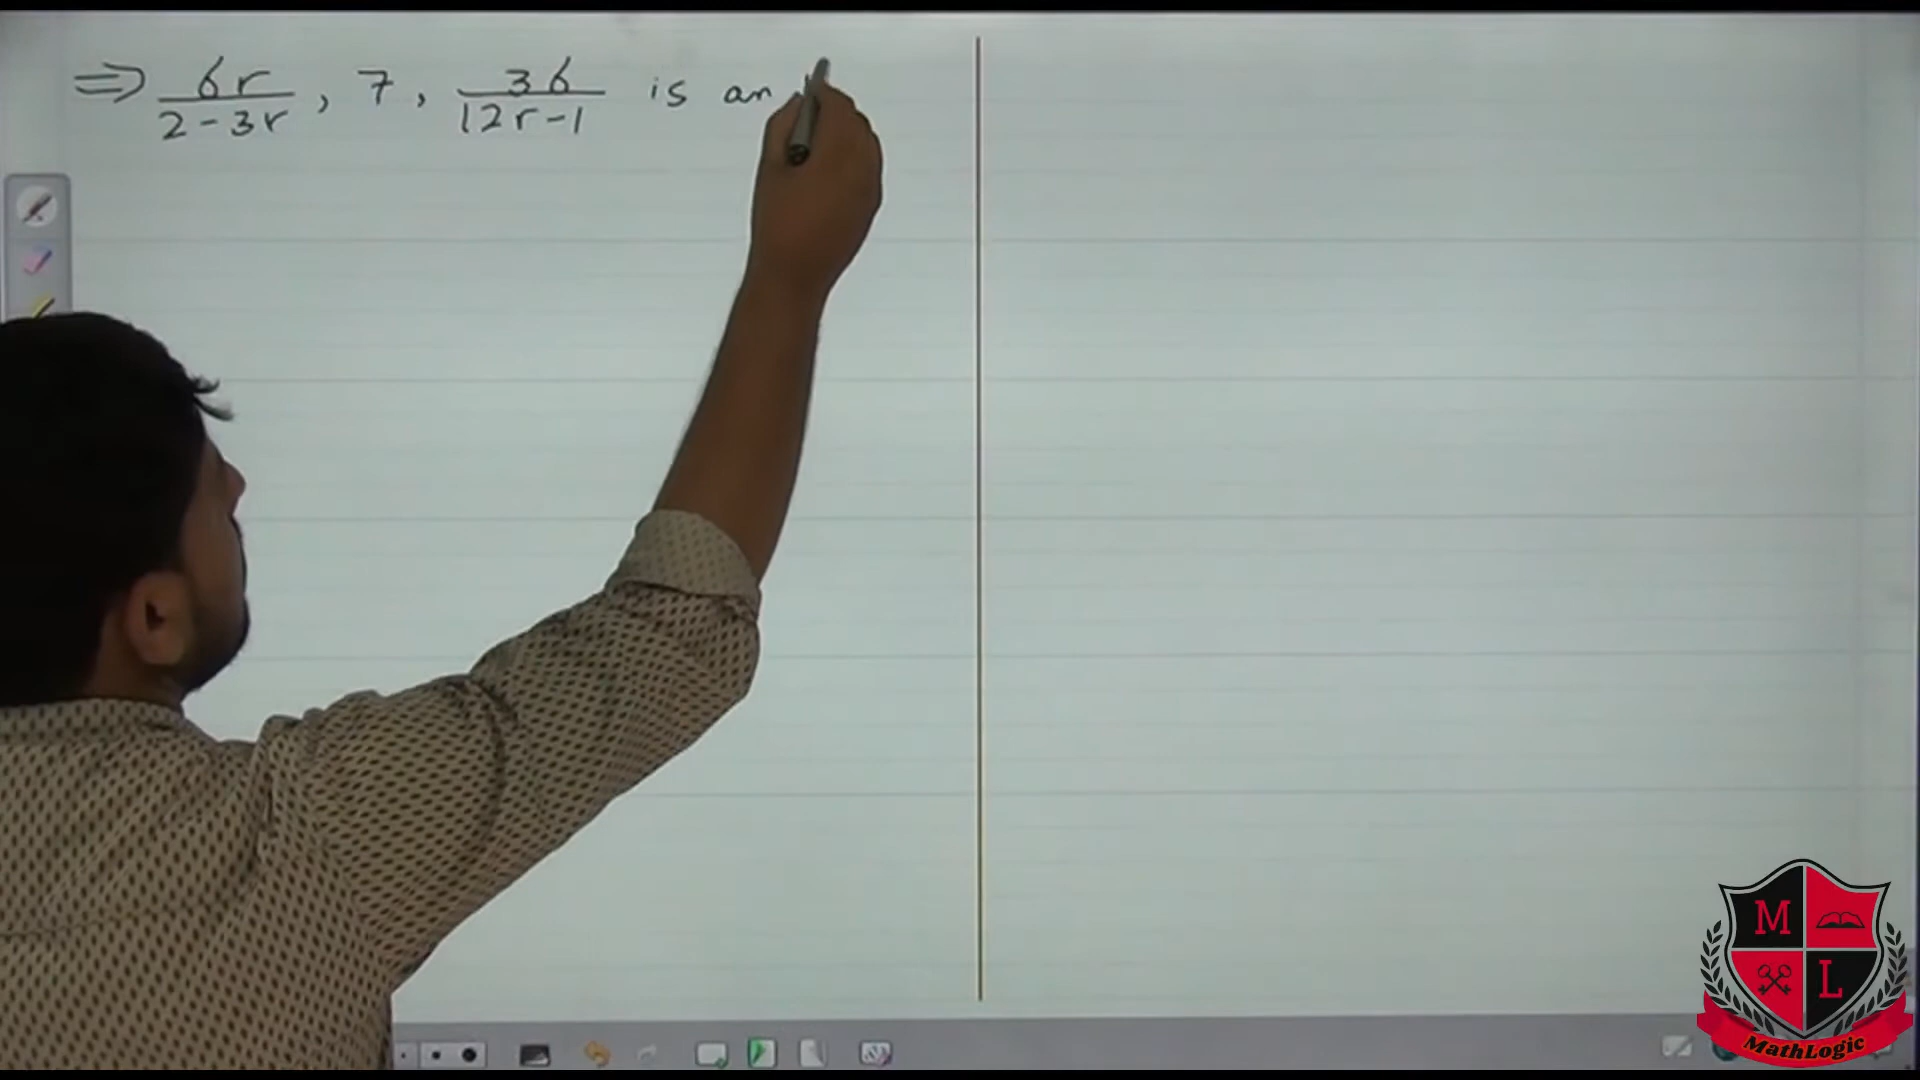 ⇒ 6r/(2-3r), 7, 36/(12r-1) is an
M
L
MathLogic